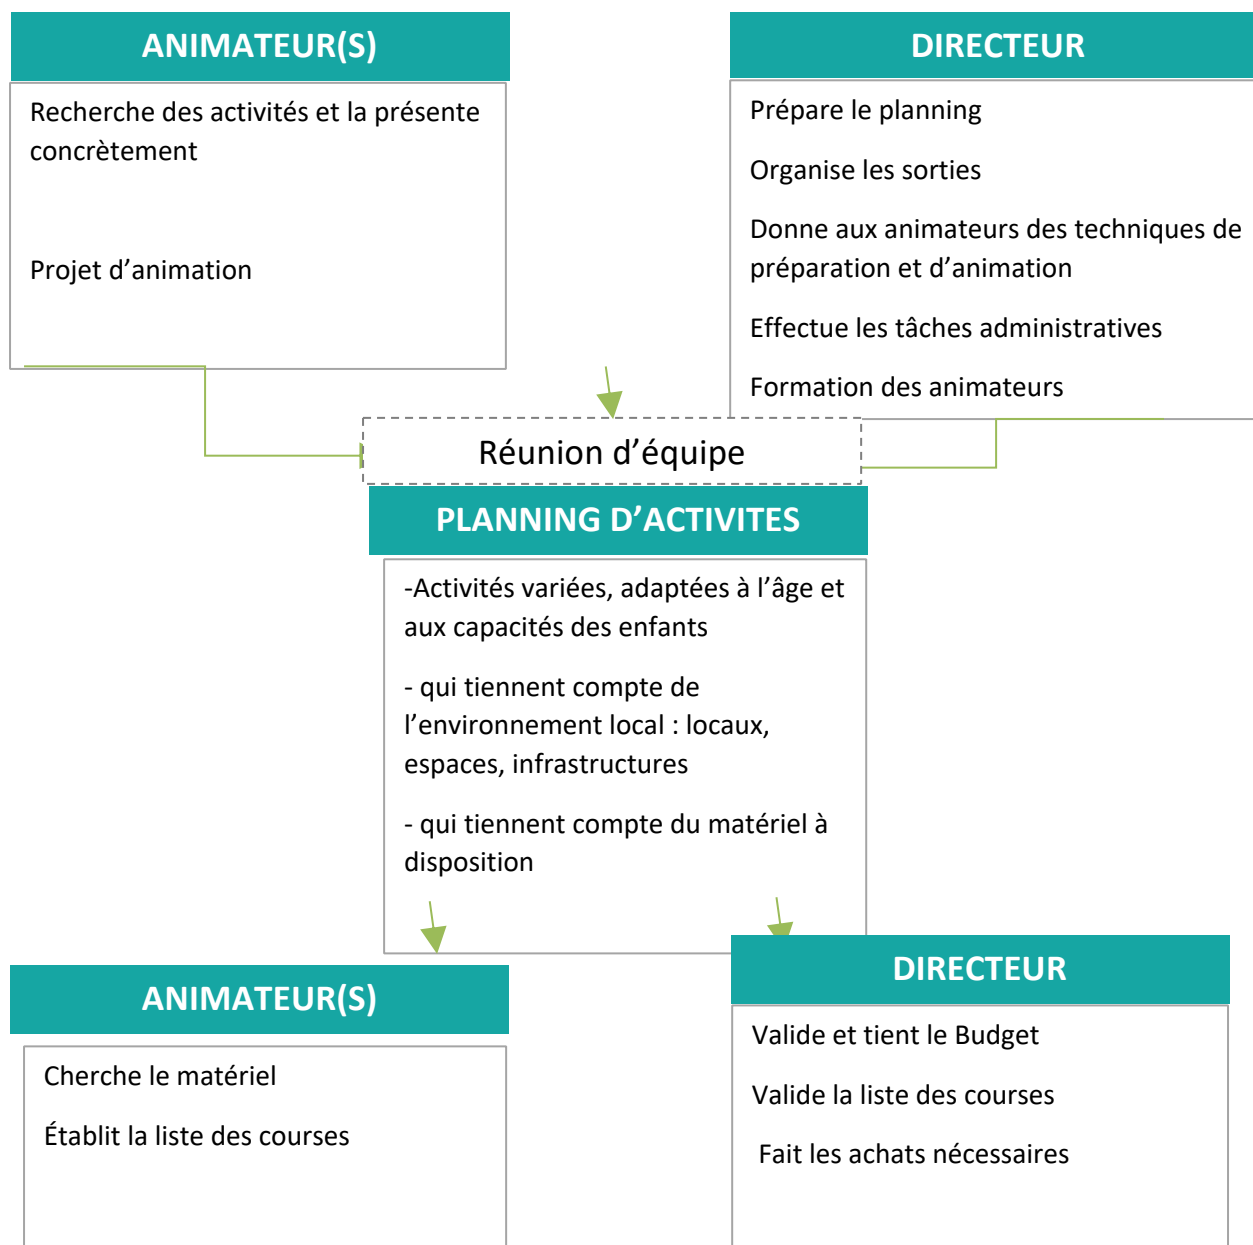 ANIMATEUR(S)
Recherche des activités et la présente
concrètement
Projet d’animation
DIRECTEUR
Prépare le planning
Organise les sorties
Donne aux animateurs des techniques de
préparation et d’animation
Effectue les tâches administratives
Formation des animateurs
Réunion d’équipe
PLANNING D’ACTIVITES
-Activités variées, adaptées à l’âge et
aux capacités des enfants
- qui tiennent compte de
l’environnement local : locaux,
espaces, infrastructures
- qui tiennent compte du matériel à
disposition
ANIMATEUR(S)
Cherche le matériel
Établit la liste des courses
DIRECTEUR
Valide et tient le Budget
Valide la liste des courses
Fait les achats nécessaires